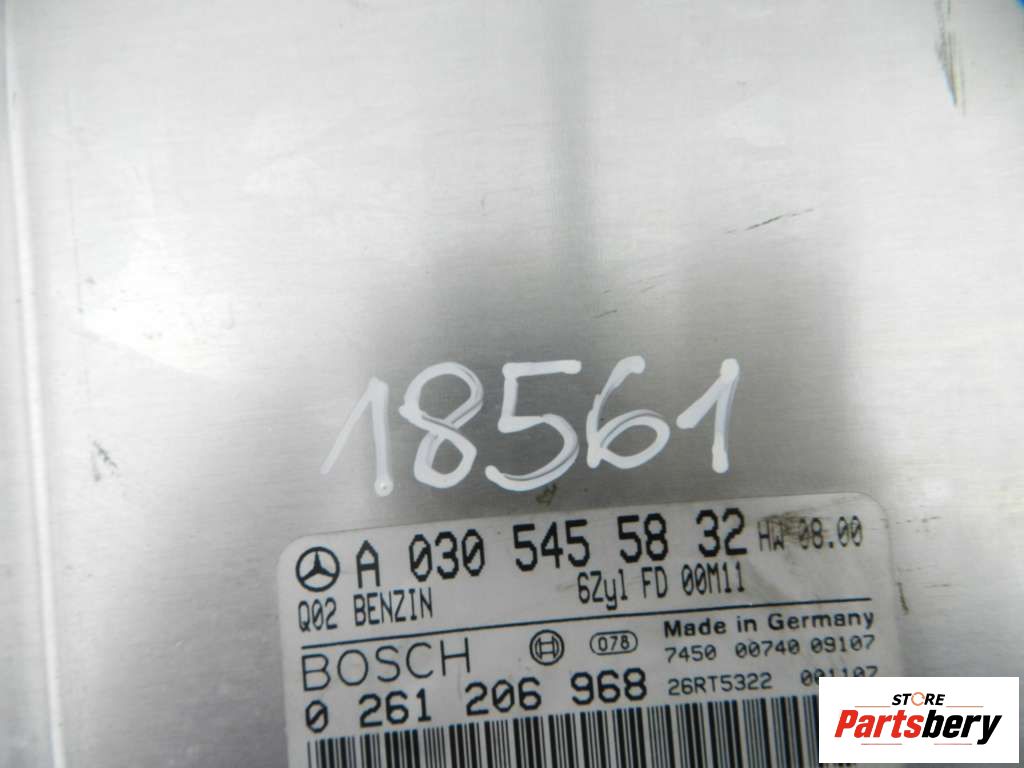 18561
A 030 545 58 32 HW 08.00
Q02 BENZIN 6Zyl FD 00M11
BOSCH 078 Made in Germany
7450 00740 09107
0 261 206 968 26RT5322 001107
STORE
Partsbery